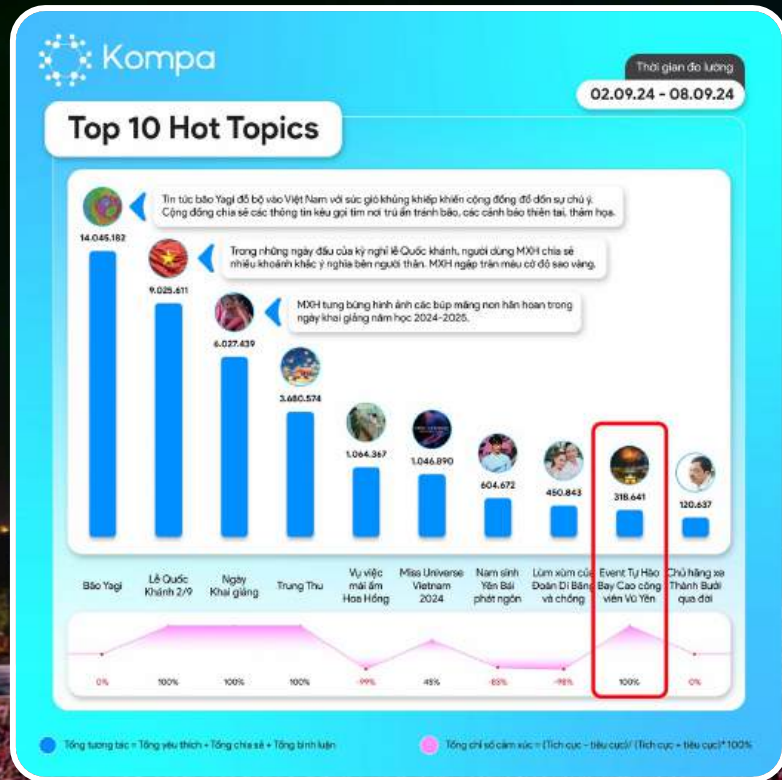 Kompa
Thời gian đo lường
02.09.24 - 08.09.24
Top 10 Hot Topics
Tin tức bão Yagi đổ bộ vào Việt Nam với sức gió khủng khiếp khiến cộng đồng đổ dồn sự chú ý.
Cộng đồng chia sẻ các thông tin kêu gọi tìm nơi trú ẩn tránh bão, các cảnh báo thiên tai, thảm họa.
14.045.182
Trong những ngày đầu của kỳ nghỉ lễ Quốc khánh, người dùng MXH chia sẻ
nhiều khoảnh khắc ý nghĩa bên người thân. MXH ngập tràn màu cờ đỏ sao vàng.
9.025.611
MXH tưng bừng hình ảnh các búp măng non hân hoan trong
ngày khai giảng năm học 2024-2025.
6.027.439
3.680.574
1.064.367
1.046.890
604.672
450.843
318.641
120.637
Bão Yagi
Lễ Quốc
Khánh 2/9
Ngày
Khai giảng
Trung Thu
Vụ việc
mái ấm
Hoa Hồng
Miss Universe
Vietnam
2024
Nam sinh
Yên Bái
phát ngôn
Lùm xùm của
Đoàn Di Băng
và chồng
Event Tự Hào
Bay Cao công
viên Vũ Yên
Chủ hãng xe
Thành Bưởi
qua đời
0%
100%
100%
100%
-99%
45%
-83%
-98%
100%
0%
Tổng tương tác = Tổng yêu thích + Tổng chia sẻ + Tổng bình luận
Tổng chỉ số cảm xúc = (Tích cực - tiêu cực)/ (Tích cực + tiêu cực)* 100%